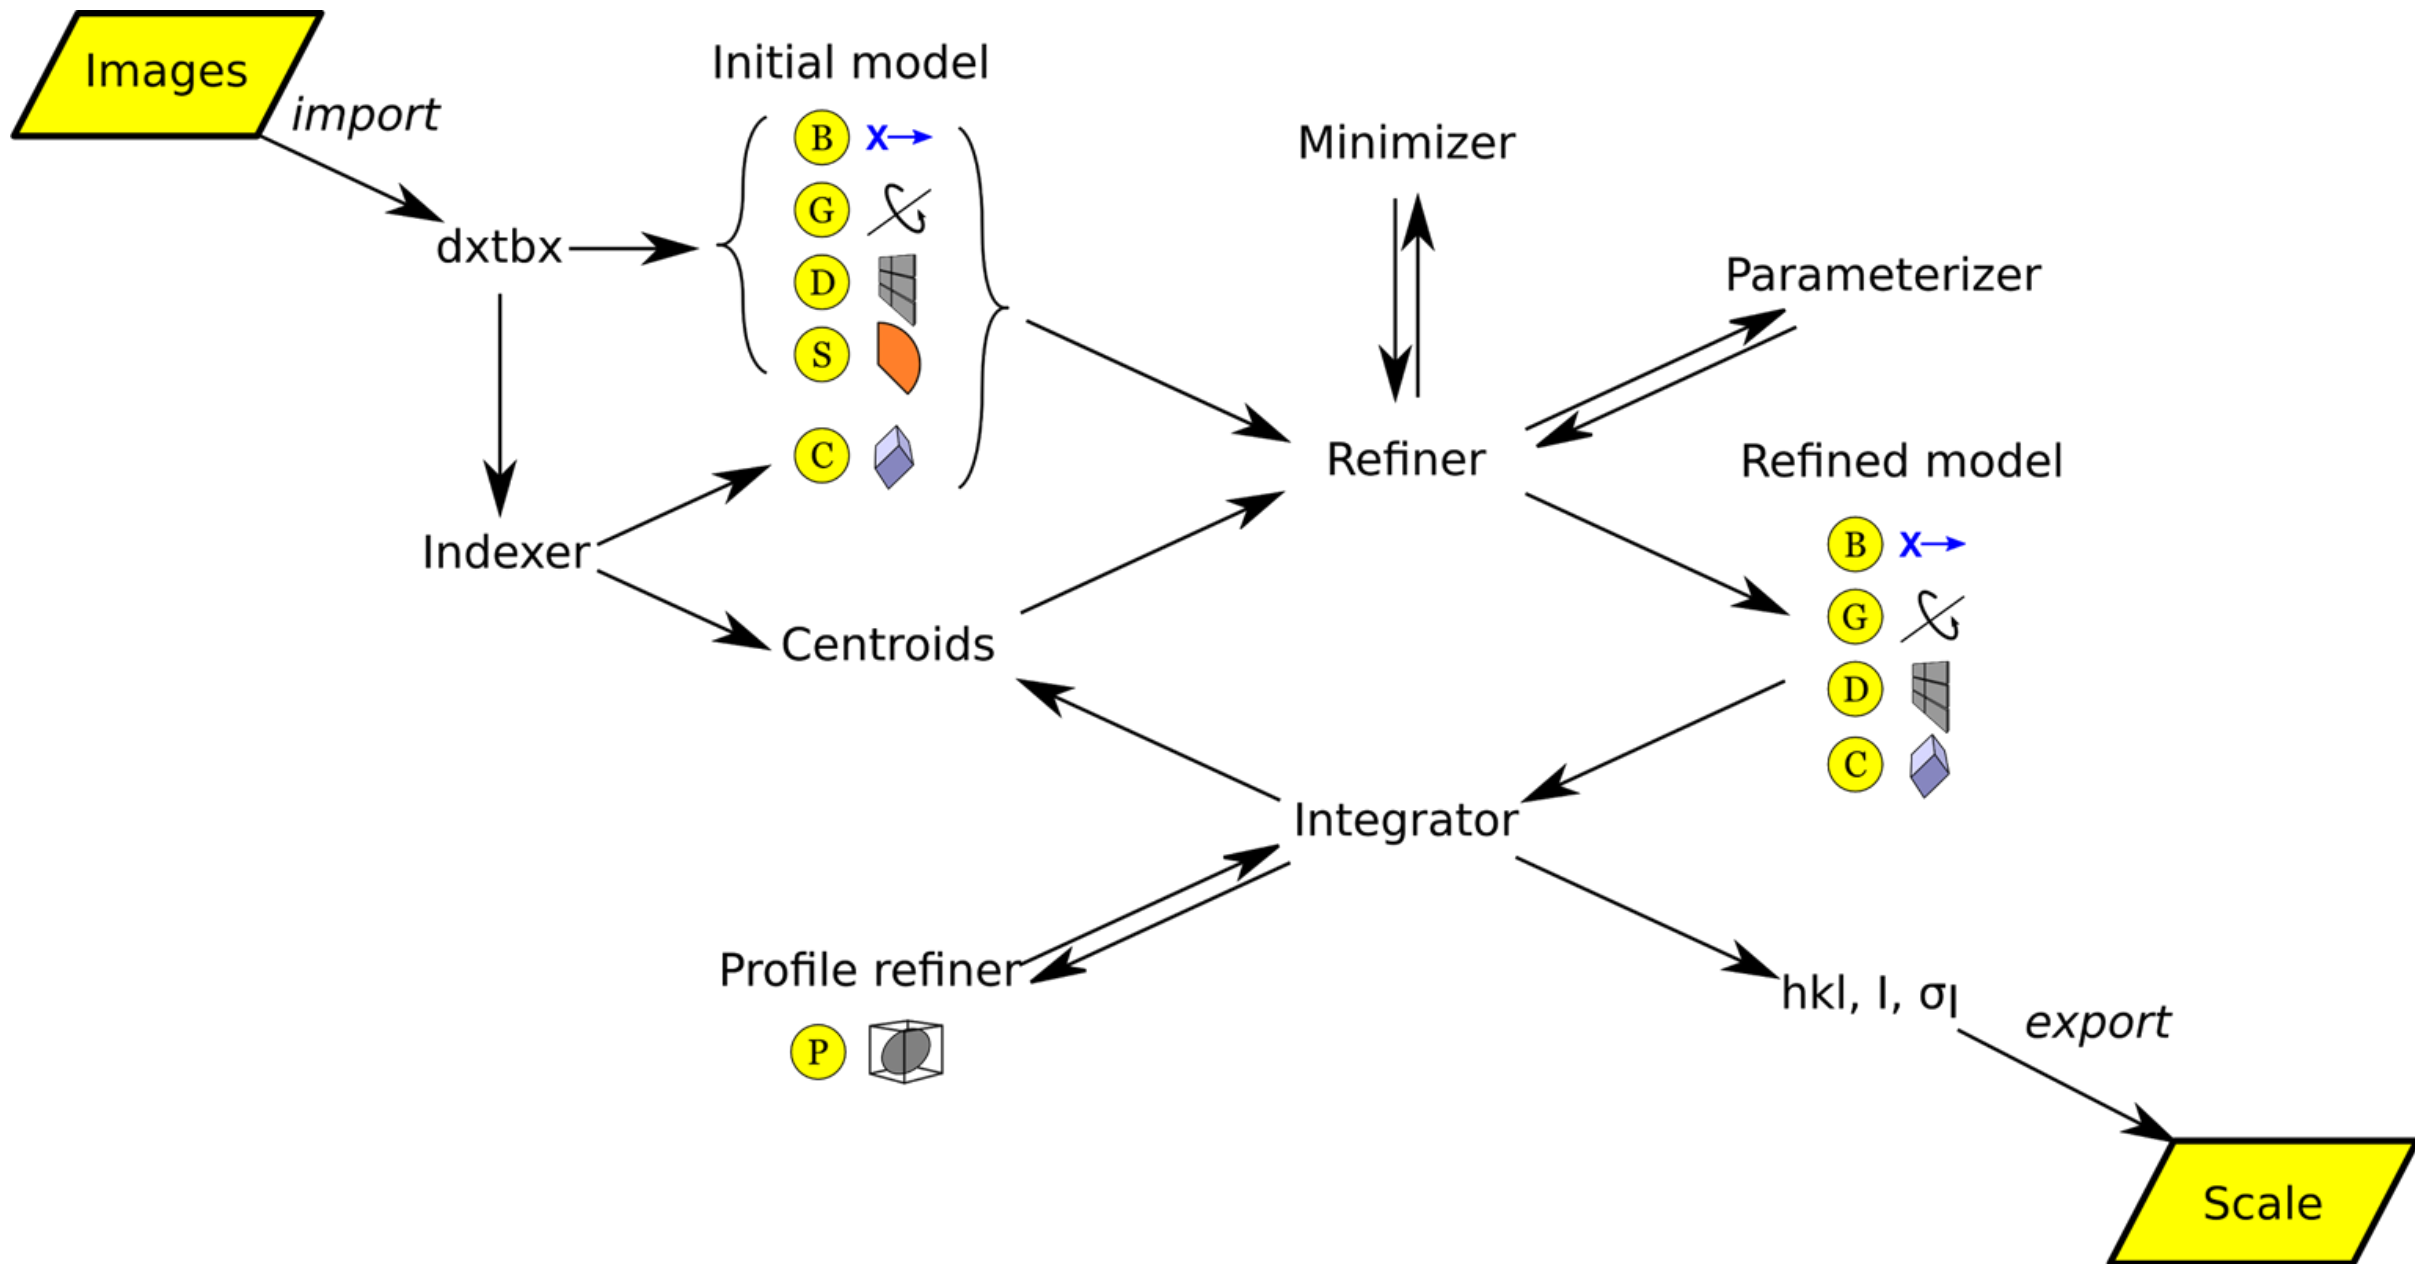 Images
import
dxtbx
Initial model
B X
G
D
S
C
Indexer
Centroids
Minimizer
Parameterizer
Refiner
Refined model
B X
G
D
C
Integrator
Profile refiner
P
hkl, I, σI
export
Scale